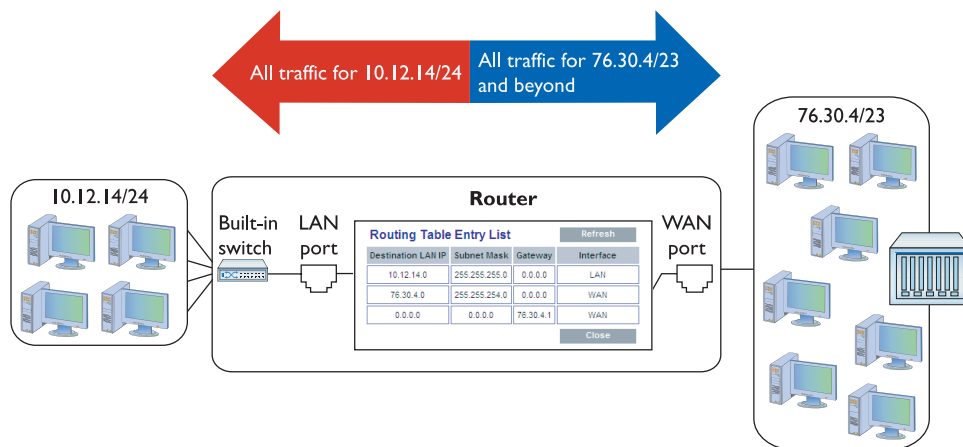 All traffic for 10.12.14/24
All traffic for 76.30.4/23
and beyond
76.30.4/23
10.12.14/24
Built-in
switch
LAN
port
Router
WAN
port
Routing Table Entry List
Refresh
Destination LAN IP Subnet Mask Gateway Interface
10.12.14.0 255.255.255.0 0.0.0.0 LAN
76.30.4.0 255.255.254.0 0.0.0.0 WAN
0.0.0.0 0.0.0.0 76.30.4.1 WAN
Close